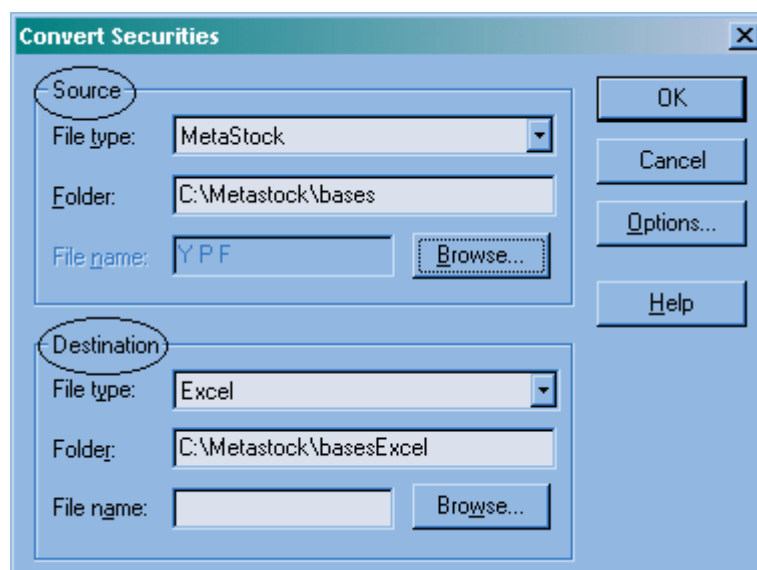 Convert Securities
Source
File type: MetaStock
Folder: C:\Metastock\bases
File name: Y P F Browse...
Destination
File type: Excel
Folder: C:\Metastock\basesExcel
File name: Browse...
OK
Cancel
Options...
Help